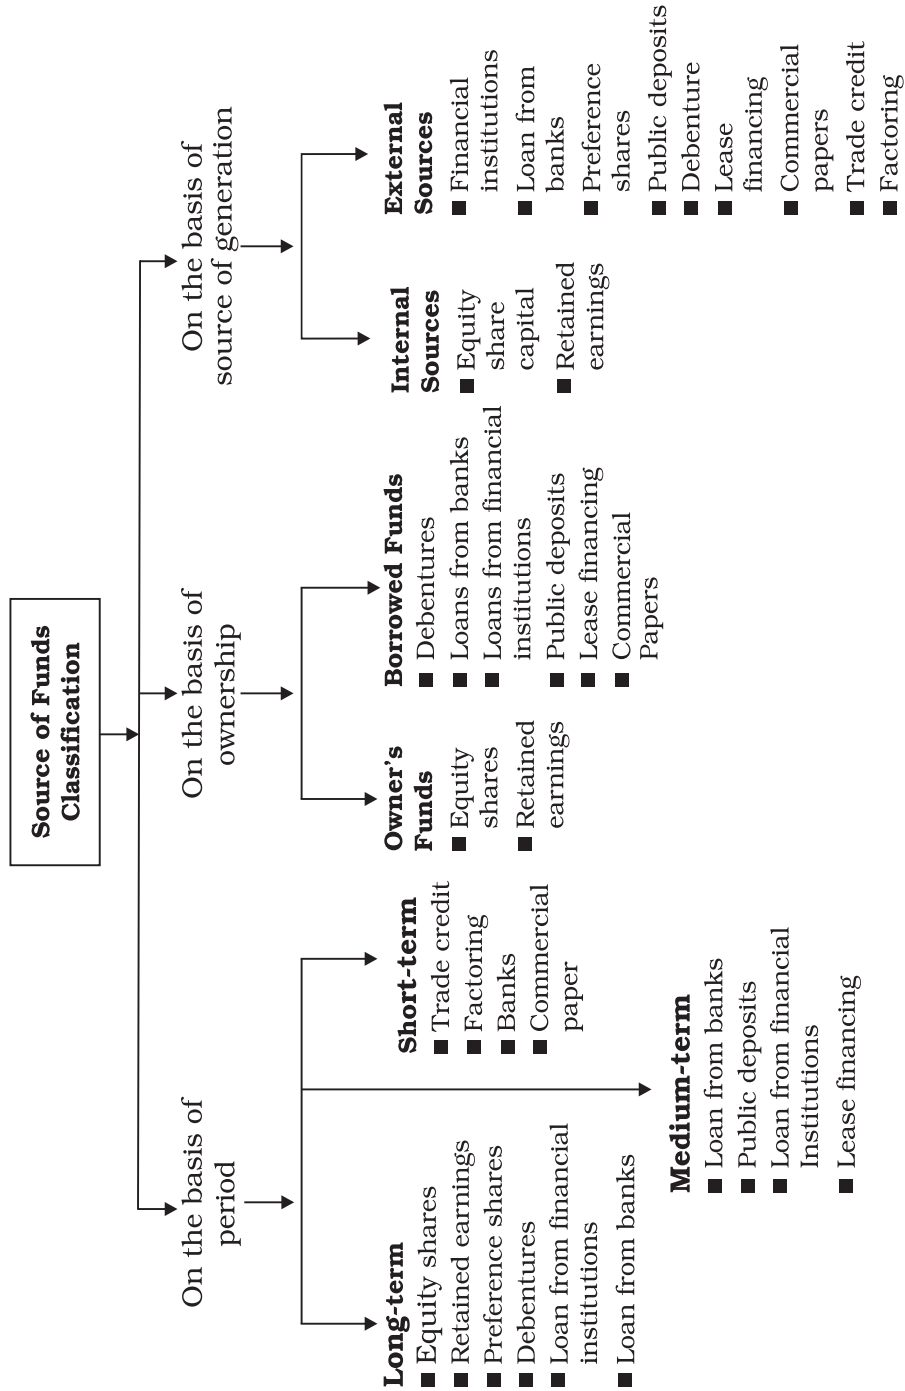 Source of Funds
Classification
On the basis of
period
Long-term
■ Equity shares
■ Retained earnings
■ Preference shares
■ Debentures
■ Loan from financial
institutions
■ Loan from banks
Medium-term
■ Loan from banks
■ Public deposits
■ Loan from financial
Institutions
■ Lease financing
Short-term
■ Trade credit
■ Factoring
■ Banks
■ Commercial
paper
On the basis of
ownership
Owner's
Funds
■ Equity
shares
■ Retained
earnings
Borrowed Funds
■ Debentures
■ Loans from banks
■ Loans from financial
institutions
■ Public deposits
■ Lease financing
■ Commercial
Papers
On the basis of
source of generation
Internal
Sources
■ Equity
share
capital
■ Retained
earnings
External
Sources
■ Financial
institutions
■ Loan from
banks
■ Preference
shares
■ Public deposits
■ Debenture
■ Lease
financing
■ Commercial
papers
■ Trade credit
■ Factoring